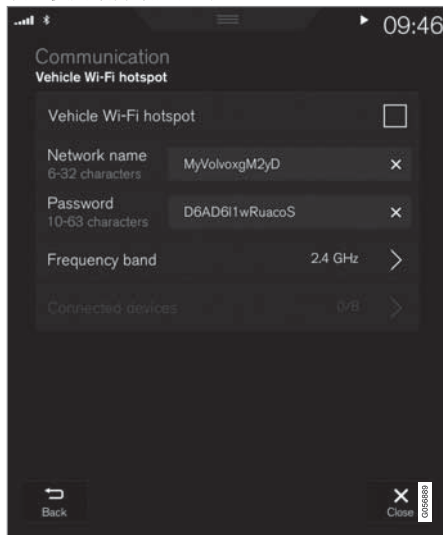 09:46
Communication
Vehicle Wi-Fi hotspot
Vehicle Wi-Fi hotspot
Network name
6-32 characters
MyVolvoxgM2yD
Password
10-63 characters
D6AD6l1wRuacoS
Frequency band
2.4 GHz
Connected devices
0/8
Back
Close
G056889